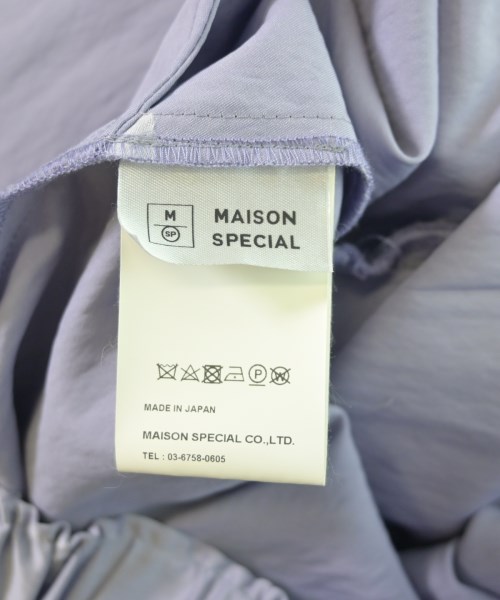 M
SP
MAISON
SPECIAL
P
W
MADE IN JAPAN
MAISON SPECIAL CO.,LTD.
TEL : 03-6758-0605